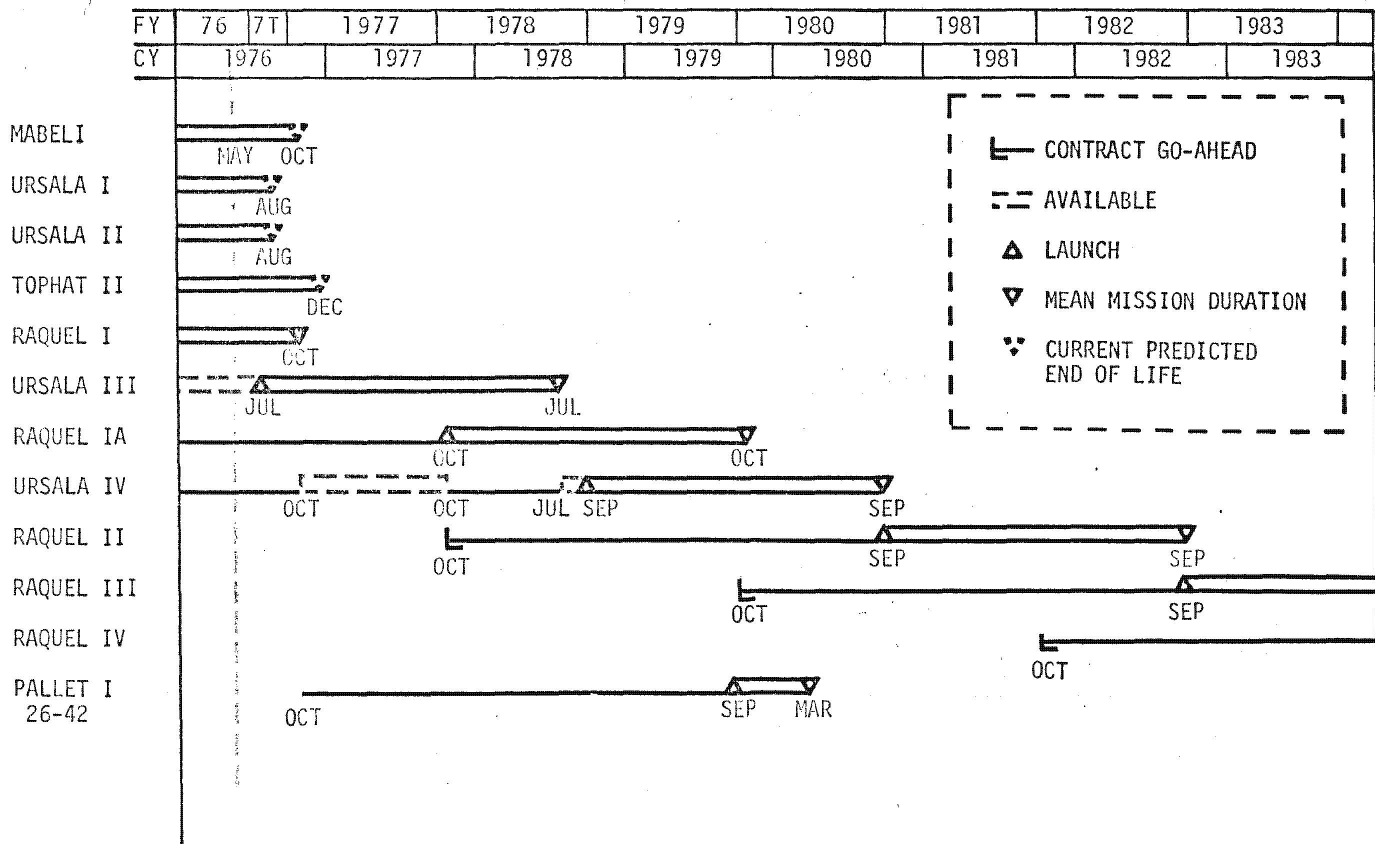 FY 76 7T 1977 1978 1979 1980 1981 1982 1983
CY 1976 1977 1978 1979 1980 1981 1982 1983
MABELI
MAY OCT
URSALA I
AUG
URSALA II
AUG
TOPHAT II
DEC
RAQUEL I
OCT
URSALA III
JUL JUL
RAQUEL IA
OCT OCT
URSALA IV
OCT OCT JUL SEP SEP
RAQUEL II
OCT SEP SEP
RAQUEL III
OCT SEP
RAQUEL IV
OCT
PALLET I
26-42
OCT SEP MAR
CONTRACT GO-AHEAD
AVAILABLE
LAUNCH
MEAN MISSION DURATION
CURRENT PREDICTED
END OF LIFE